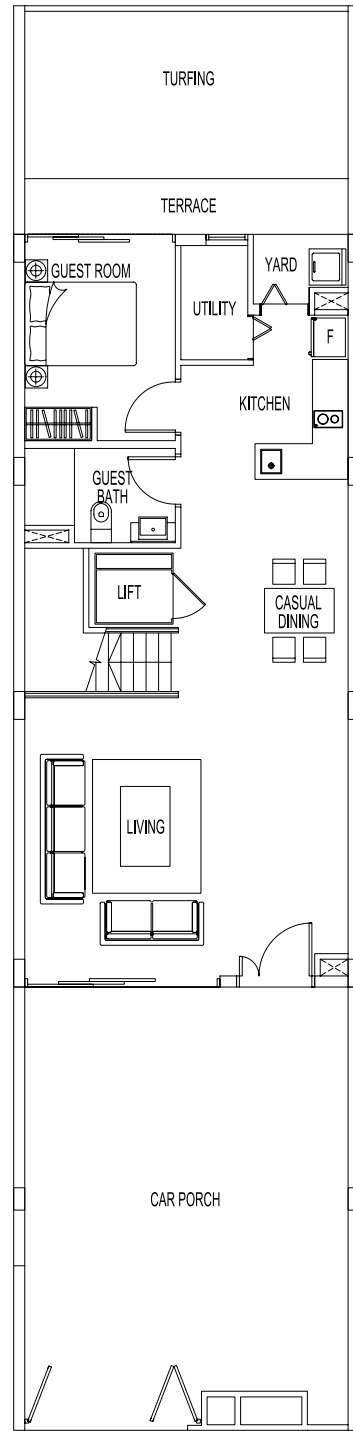 TURFING
TERRACE
GUEST ROOM
YARD
UTILITY
F
KITCHEN
GUEST
BATH
LIFT
CASUAL
DINING
LIVING
CAR PORCH